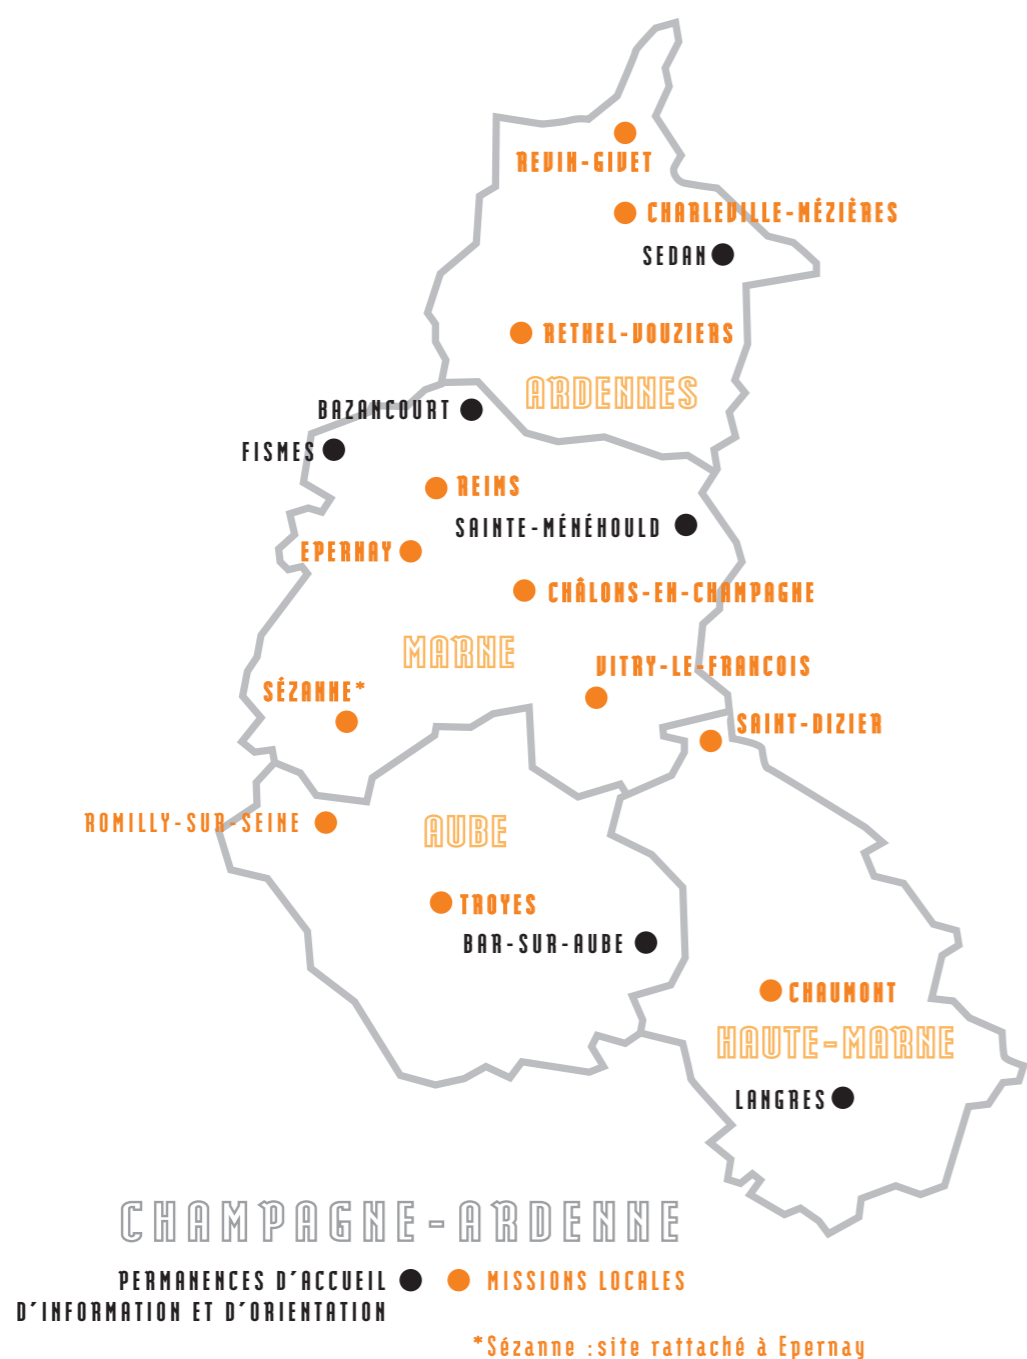 REVIN-GIVET
CHARLEVILLE-MÉZIÈRES
SEDAN
RETHEL-VOUZIERS
ARDENNES
BAZANCOURT
FISMES
REIMS
SAINTE-MÉNÉHOULD
EPERNAY
CHÂLONS-EN-CHAMPAGNE
MARNE
VITRY-LE-FRANCOIS
SÉZANNE*
SAINT-DIZIER
ROMILLY-SUR-SEINE
AUBE
TROYES
BAR-SUR-AUBE
CHAUMONT
HAUTE-MARNE
LANGRES
CHAMPAGNE-ARDENNE
PERMANENCES D'ACCUEIL
D'INFORMATION ET D'ORIENTATION
MISSIONS LOCALES
*Sézanne : site rattaché à Epernay